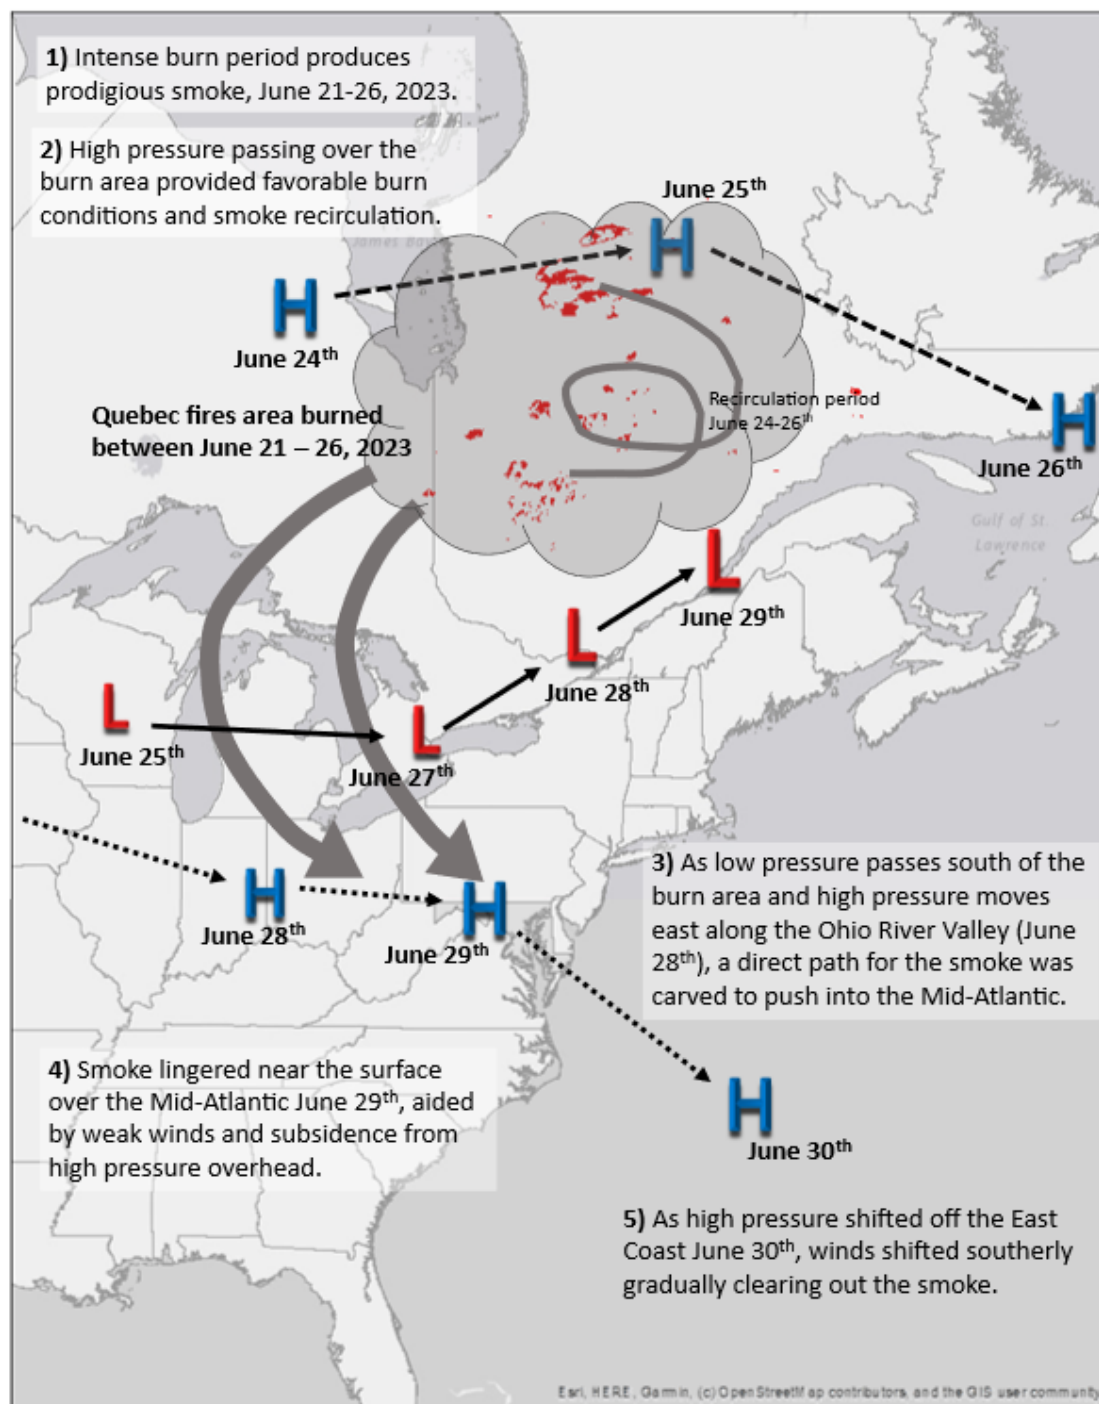 1) Intense burn period produces
prodigious smoke, June 21-26, 2023.
2) High pressure passing over the
burn area provided favorable burn
conditions and smoke recirculation.
James Bay
June 25th
H
H
June 24th
Quebec fires area burned
between June 21 – 26, 2023
Recirculation period
June 24-26th
H
June 26th
Gulf of St.
Lawrence
L
June 29th
L
June 28th
L
June 25th
L
June 27th
H
June 28th
H
June 29th
3) As low pressure passes south of the
burn area and high pressure moves
east along the Ohio River Valley (June
28th), a direct path for the smoke was
carved to push into the Mid-Atlantic.
4) Smoke lingered near the surface
over the Mid-Atlantic June 29th, aided
by weak winds and subsidence from
high pressure overhead.
H
June 30th
5) As high pressure shifted off the East
Coast June 30th, winds shifted southerly
gradually clearing out the smoke.
Esri, HERE, Garmin, (c) OpenStreetMap contributors, and the GIS user community